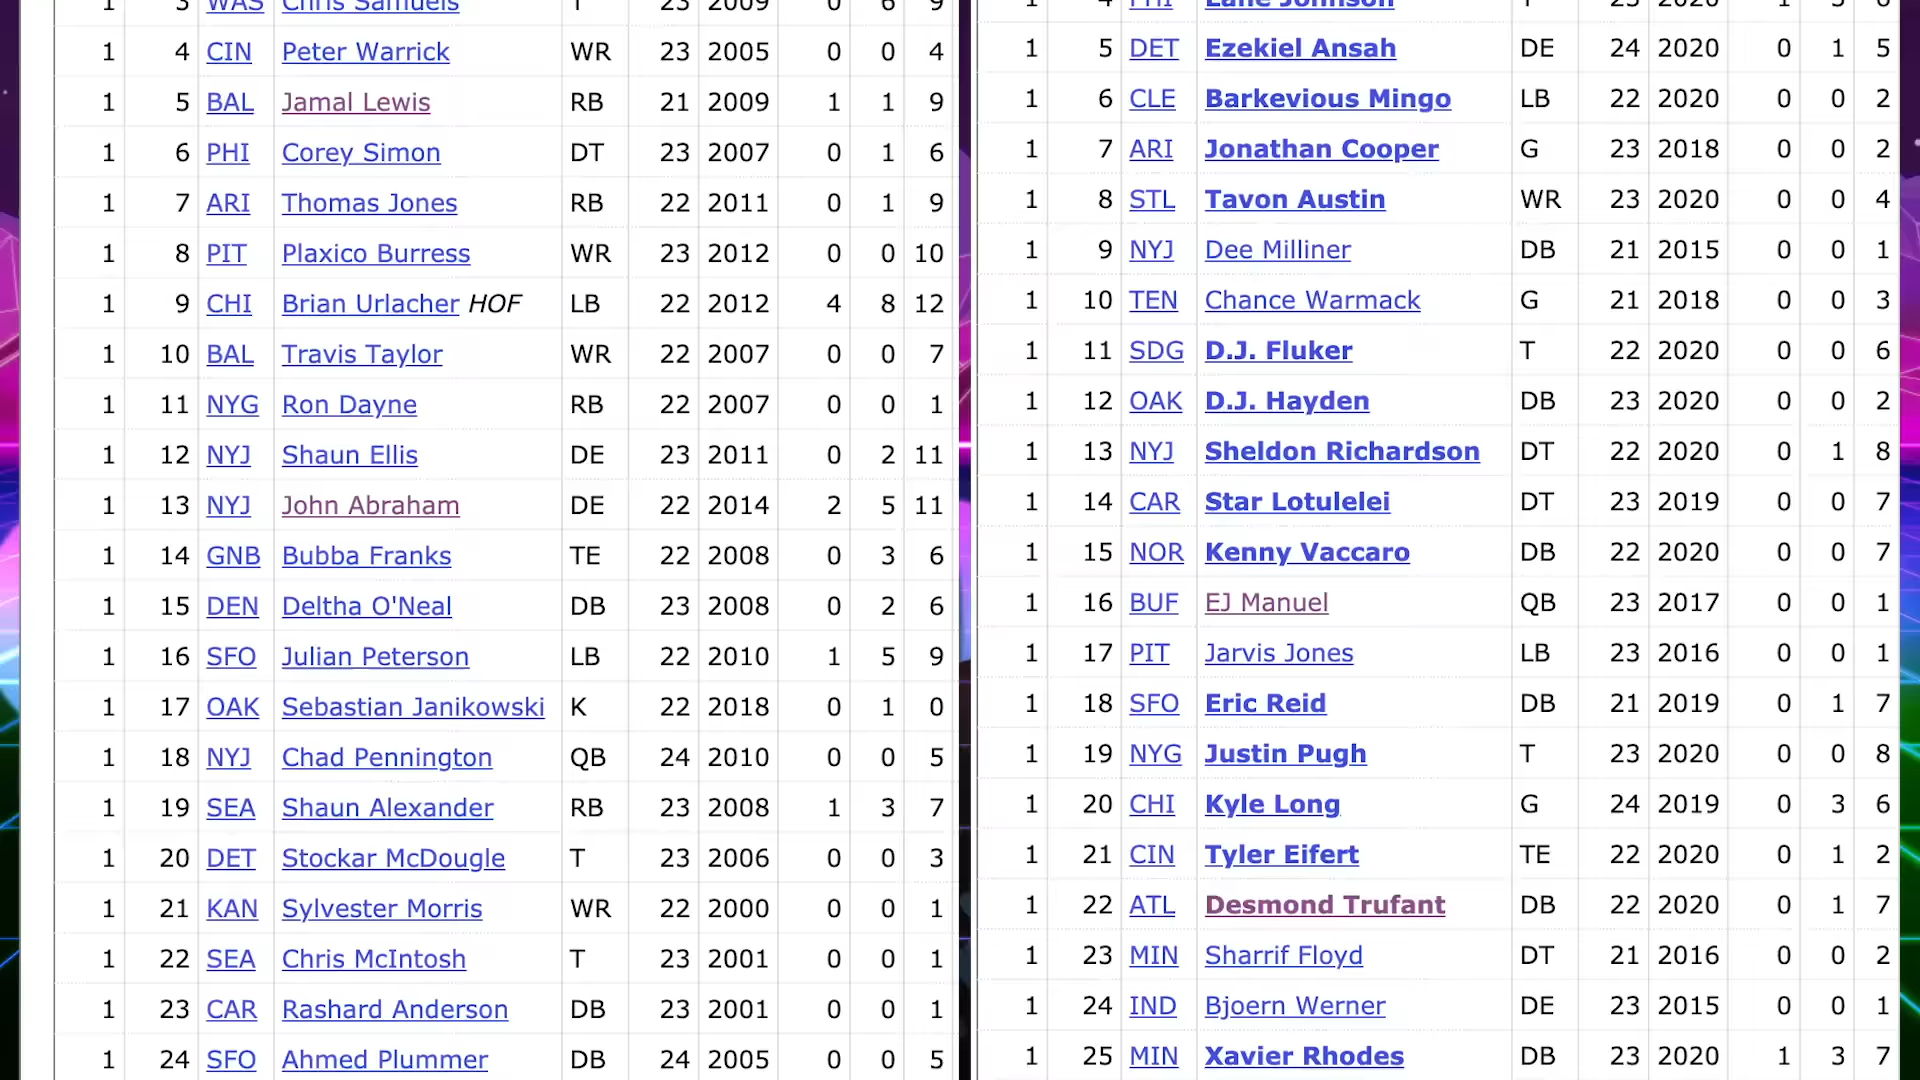 1 3 WAS Chris Samuels T 23 2009 0 6 9
1 4 CIN Peter Warrick WR 23 2005 0 0 4
1 5 BAL Jamal Lewis RB 21 2009 1 1 9
1 6 PHI Corey Simon DT 23 2007 0 1 6
1 7 ARI Thomas Jones RB 22 2011 0 1 9
1 8 PIT Plaxico Burress WR 23 2012 0 0 10
1 9 CHI Brian Urlacher HOF LB 22 2012 4 8 12
1 10 BAL Travis Taylor WR 22 2007 0 0 7
1 11 NYG Ron Dayne RB 22 2007 0 0 1
1 12 NYJ Shaun Ellis DE 23 2011 0 2 11
1 13 NYJ John Abraham DE 22 2014 2 5 11
1 14 GNB Bubba Franks TE 22 2008 0 3 6
1 15 DEN Deltha O'Neal DB 23 2008 0 2 6
1 16 SFO Julian Peterson LB 22 2010 1 5 9
1 17 OAK Sebastian Janikowski K 22 2018 0 1 0
1 18 NYJ Chad Pennington QB 24 2010 0 0 5
1 19 SEA Shaun Alexander RB 23 2008 1 3 7
1 20 DET Stockar McDougle T 23 2006 0 0 3
1 21 KAN Sylvester Morris WR 22 2000 0 0 1
1 22 SEA Chris McIntosh T 23 2001 0 0 1
1 23 CAR Rashard Anderson DB 23 2001 0 0 1
1 24 SFO Ahmed Plummer DB 24 2005 0 0 5
1 4 PHI Lane Johnson T 23 2020 1 3
1 5 DET Ezekiel Ansah DE 24 2020 0 1 5
1 6 CLE Barkevious Mingo LB 22 2020 0 0 2
1 7 ARI Jonathan Cooper G 23 2018 0 0 2
1 8 STL Tavon Austin WR 23 2020 0 0 4
1 9 NYJ Dee Milliner DB 21 2015 0 0 1
1 10 TEN Chance Warmack G 21 2018 0 0 3
1 11 SDG D.J. Fluker T 22 2020 0 0 6
1 12 OAK D.J. Hayden DB 23 2020 0 0 2
1 13 NYJ Sheldon Richardson DT 22 2020 0 1 8
1 14 CAR Star Lotulelei DT 23 2019 0 0 7
1 15 NOR Kenny Vaccaro DB 22 2020 0 0 7
1 16 BUF EJ Manuel QB 23 2017 0 0 1
1 17 PIT Jarvis Jones LB 23 2016 0 0 1
1 18 SFO Eric Reid DB 21 2019 0 1 7
1 19 NYG Justin Pugh T 23 2020 0 0 8
1 20 CHI Kyle Long G 24 2019 0 3 6
1 21 CIN Tyler Eifert TE 22 2020 0 1 2
1 22 ATL Desmond Trufant DB 22 2020 0 1 7
1 23 MIN Sharrif Floyd DT 21 2016 0 0 2
1 24 IND Bjoern Werner DE 23 2015 0 0 1
1 25 MIN Xavier Rhodes DB 23 2020 1 3 7